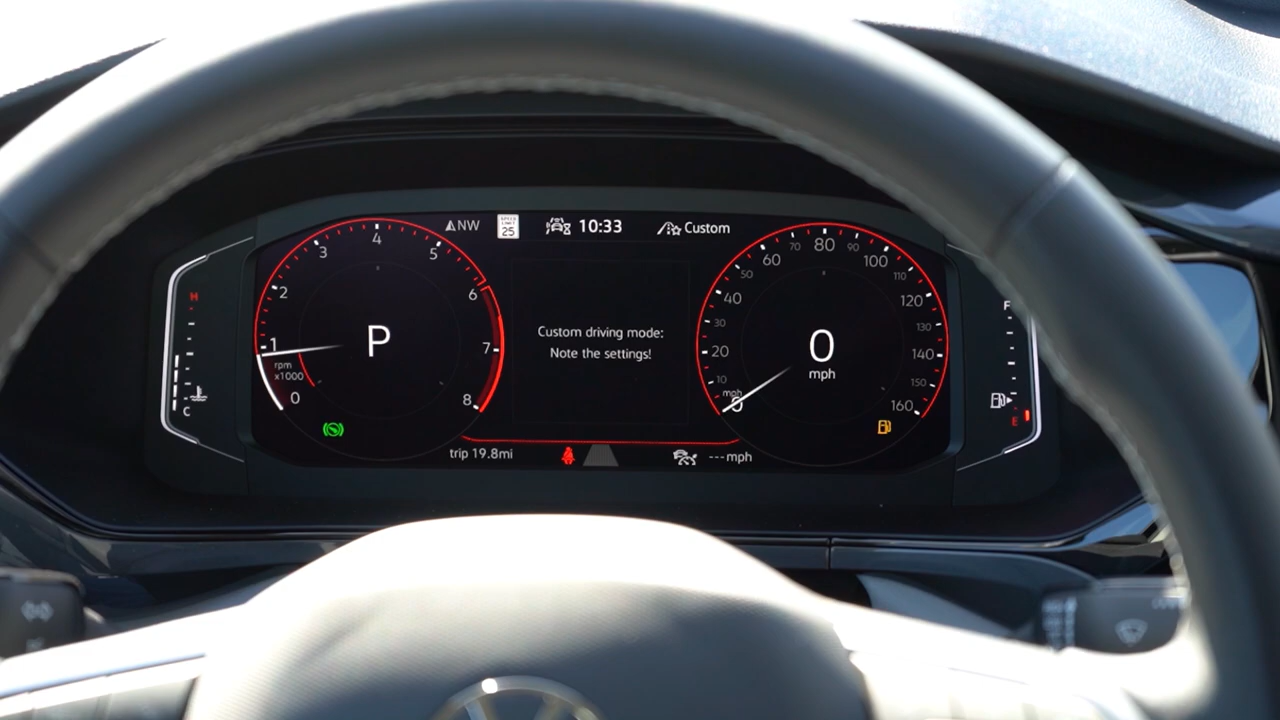 NW
SPEED
LIMIT
25
10:33
Custom
1
2
3
4
5
6
7
8
0
rpm
x1000
P
Custom driving mode:
Note the settings!
0
10
20
30
40
50
60
70
80
90
100
110
120
130
140
150
160
mph
0
mph
H
C
F
E
trip 19.8mi
---mph